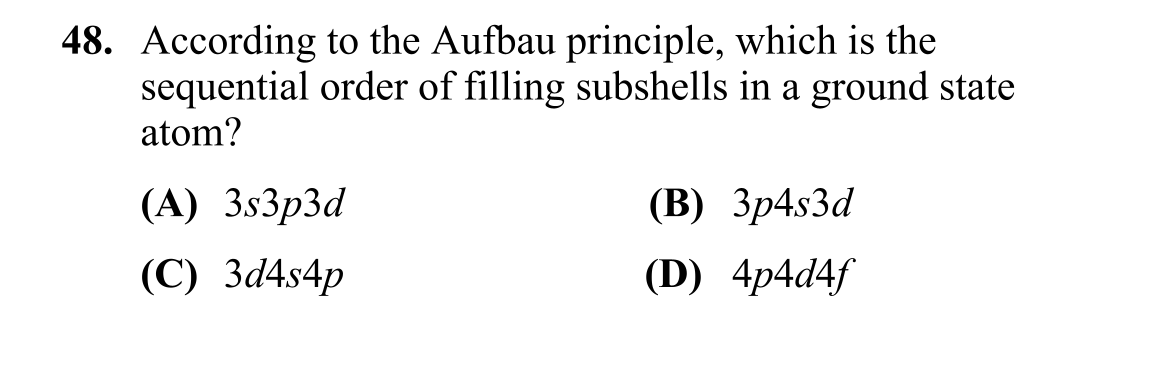 48. According to the Aufbau principle, which is the
sequential order of filling subshells in a ground state
atom?
(A) 3s3p3d (B) 3p4s3d
(C) 3d4s4p (D) 4p4d4f